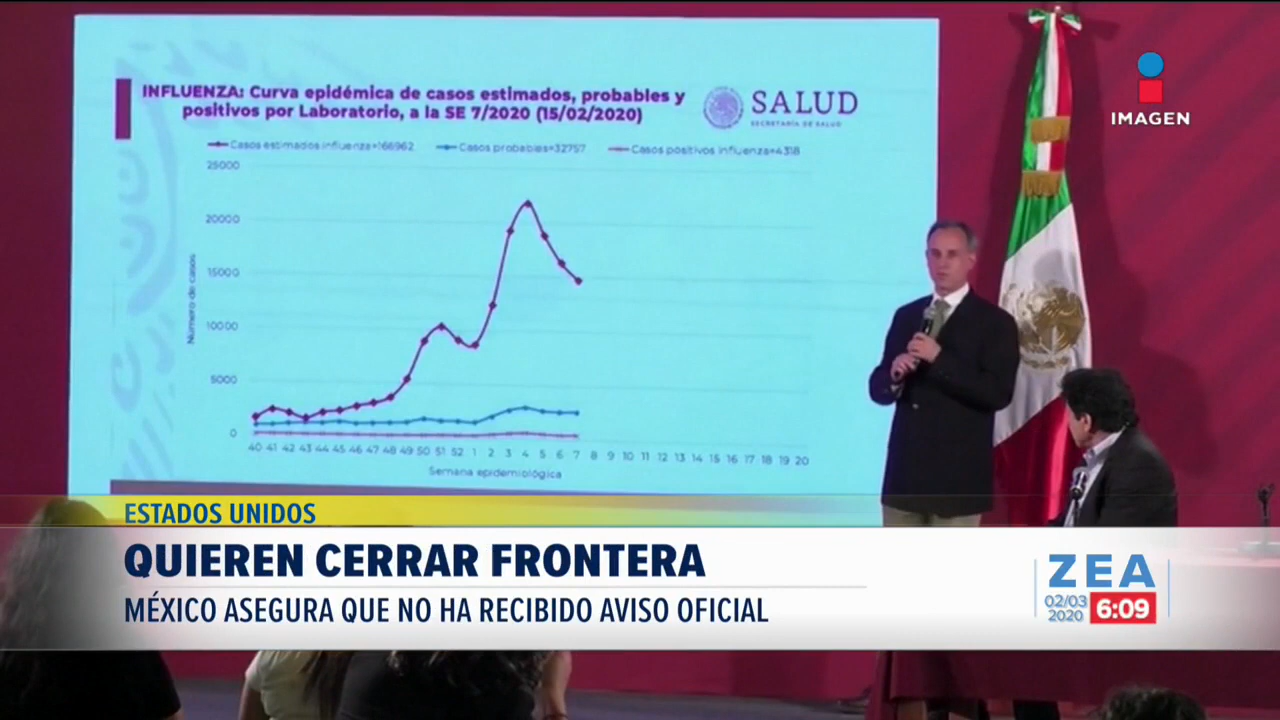 INFLUENZA: Curva epidémica de casos estimados, probables y
positivos por Laboratorio, a la SE 7/2020 (15/02/2020)
SALUD
SECRETARÍA DE SALUD
IMAGEN
Casos estimados influenza=166962
Casos probables=32757
Casos positivos influenza=4318
25000
20000
15000
10000
5000
0
Número de casos
40 41 42 43 44 45 46 47 48 49 50 51 52 1 2 3 4 5 6 7 8 9 10 11 12 13 14 15 16 17 18 19 20
Semana epidemiológica
ESTADOS UNIDOS
QUIEREN CERRAR FRONTERA
MÉXICO ASEGURA QUE NO HA RECIBIDO AVISO OFICIAL
ZEA
02/03
2020
6:09